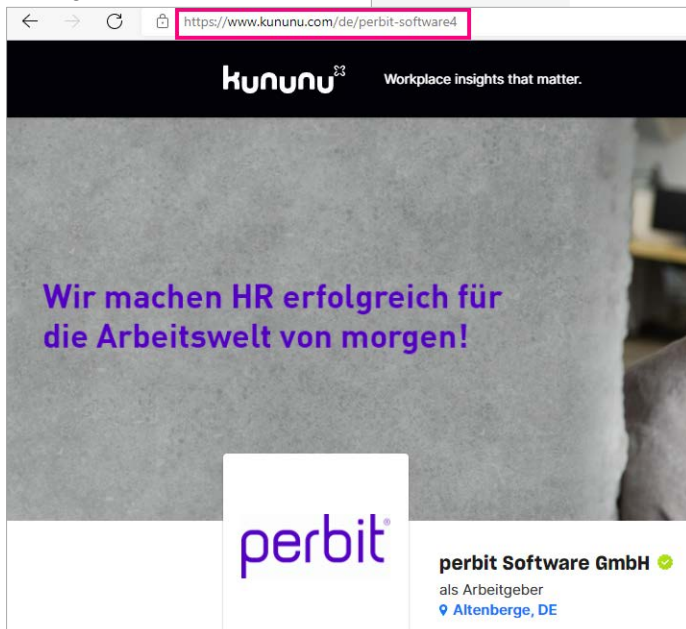 https://www.kununu.com/de/perbit-software4
kununu
Workplace insights that matter.
Wir machen HR erfolgreich für
die Arbeitswelt von morgen!
perbit®
perbit Software GmbH
als Arbeitgeber
Altenberge, DE